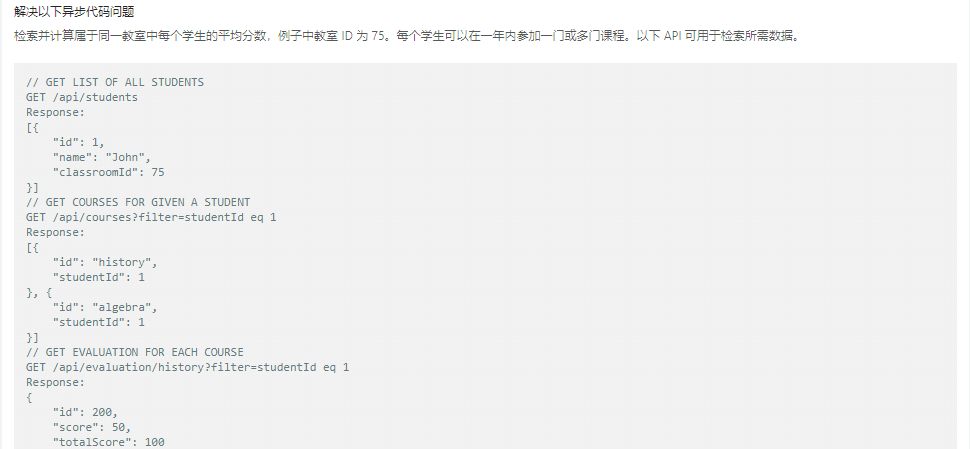 解决以下异步代码问题
检索并计算属于同一教室中每个学生的平均分数，例子中教室 ID 为 75。每个学生可以在一年内参加一门或多门课程。以下 API 可用于检索所需数据。
// GET LIST OF ALL STUDENTS
GET /api/students
Response:
[{
    "id": 1,
    "name": "John",
    "classroomId": 75
}]
// GET COURSES FOR GIVEN A STUDENT
GET /api/courses?filter=studentId eq 1
Response:
[{
    "id": "history",
    "studentId": 1
}, {
    "id": "algebra",
    "studentId": 1
}]
// GET EVALUATION FOR EACH COURSE
GET /api/evaluation/history?filter=studentId eq 1
Response:
{
    "id": 200,
    "score": 50,
    "totalScore": 100